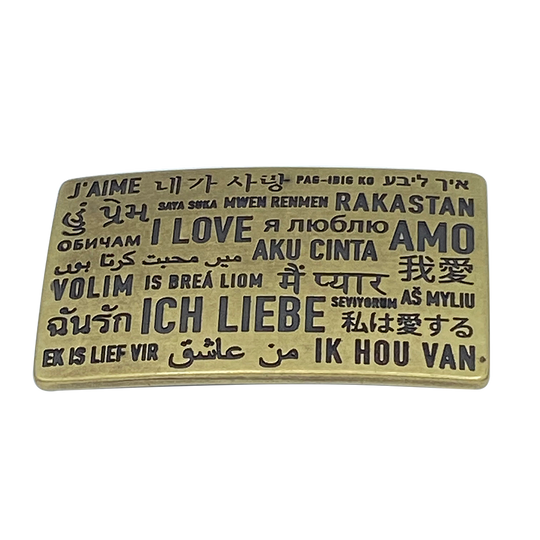 J'AIME 내가 사랑 PAG-IBIG KO איך ליבע
હું પ્રેમ SAYA SUKA MWEN RENMEN RAKASTAN
ОБИЧАМ I LOVE я люблю AMO
میں محبت کرتا ہوں AKU CINTA 我愛
VOLIM IS BREÁ LIOM मैं प्यार SEVIYORUM AŠ MYLIU
ฉันรัก ICH LIEBE 私は愛する
EK IS LIEF VIR من عاشق IK HOU VAN